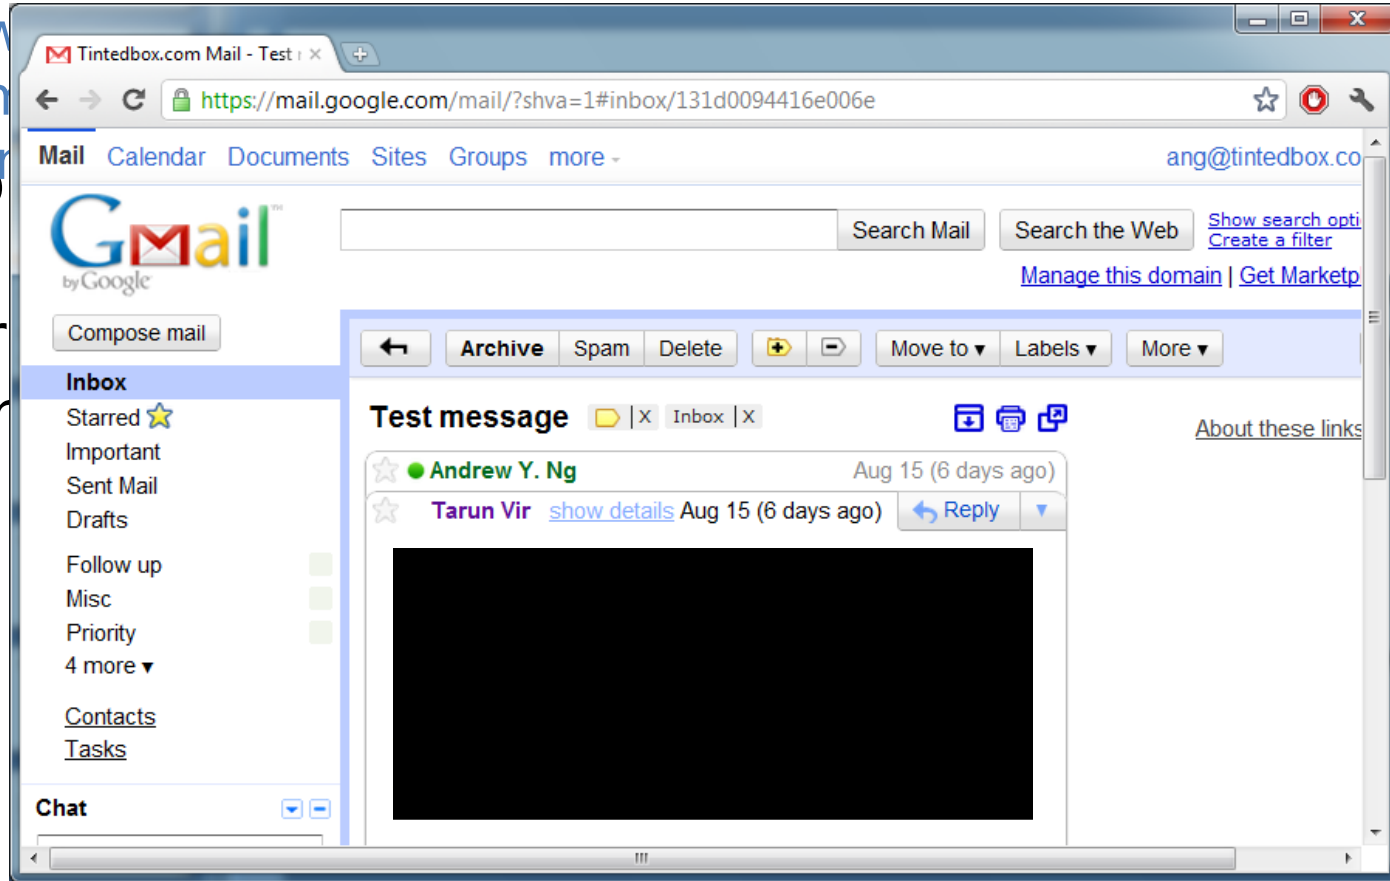 Tintedbox.com Mail - Test
https://mail.google.com/mail/?shva=1#inbox/131d0094416e006e
Mail Calendar Documents Sites Groups more ang@tintedbox.co
Gmail™
by Google
Search Mail Search the Web Show search opti
Create a filter
Manage this domain | Get Marketp
Compose mail
Archive Spam Delete Move to Labels More
Inbox
Starred
Important
Sent Mail
Drafts
Follow up
Misc
Priority
4 more
Contacts
Tasks
Chat
Test message | X Inbox | X
About these links
Andrew Y. Ng Aug 15 (6 days ago)
Tarun Vir show details Aug 15 (6 days ago) Reply